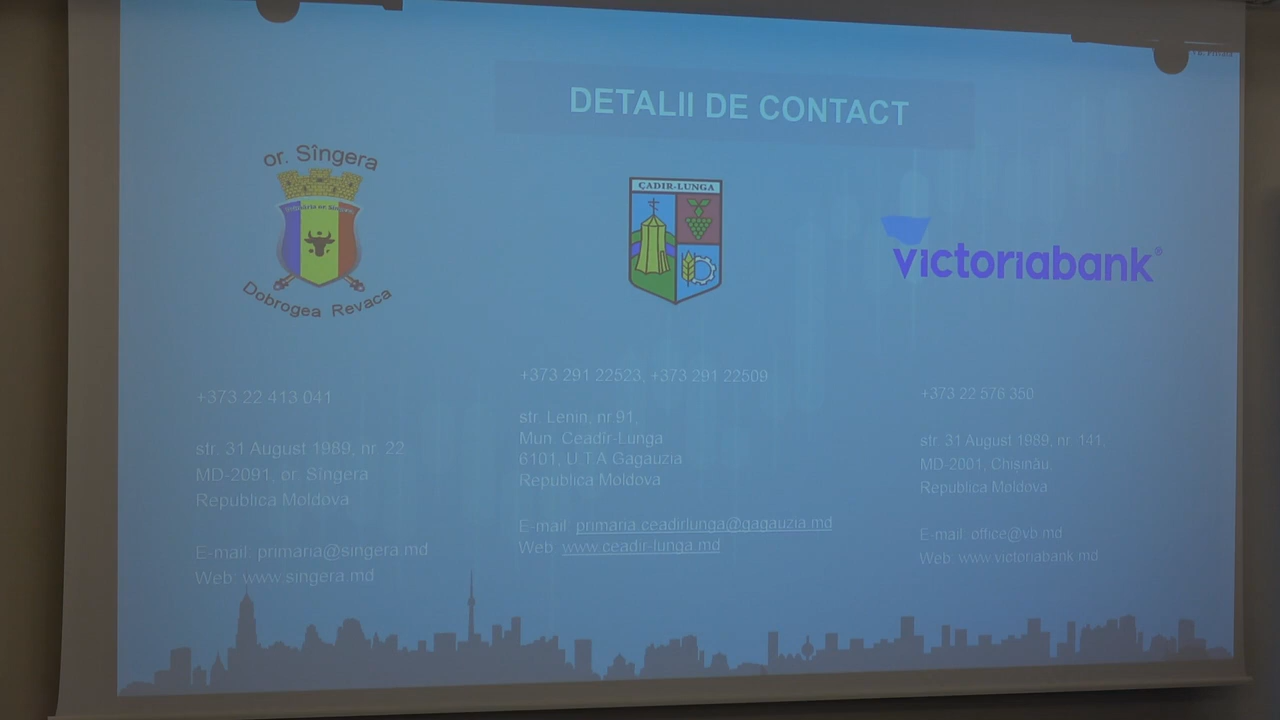 DETALII DE CONTACT
or. Sîngera
Dobrogea Revaca
+373 22 413 041
str. 31 August 1989, nr. 22
MD-2091, or. Sîngera
Republica Moldova
E-mail: primaria@singera.md
Web: www.singera.md
ÇADIR-LUNGA
+373 291 22523, +373 291 22509
str. Lenin, nr.91,
Mun. Ceadîr-Lunga
6101, U.T.A Gagauzia
Republica Moldova
E-mail: primaria.ceadirlunga@gagauzia.md
Web: www.ceadir-lunga.md
victoriabank®
+373 22 576 350
str. 31 August 1989, nr. 141,
MD-2001, Chișinău,
Republica Moldova
E-mail: office@vb.md
Web: www.victoriabank.md